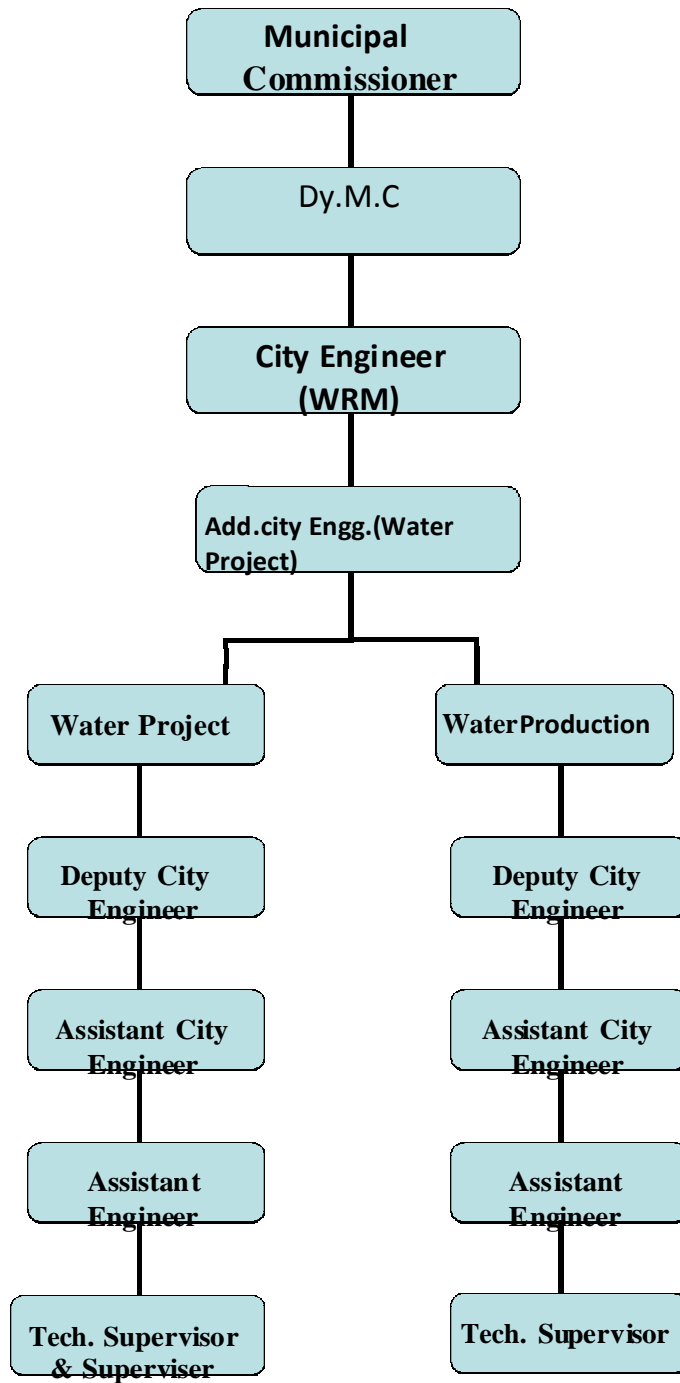 Municipal
Commissioner
Dy.M.C
City Engineer
(WRM)
Add.city Engg.(Water
Project)
Water Project
WaterProduction
Deputy City
Engineer
Deputy City
Engineer
Assistant City
Engineer
Assistant City
Engineer
Assistant
Engineer
Assistant
Engineer
Tech. Supervisor
& Superviser
Tech. Supervisor